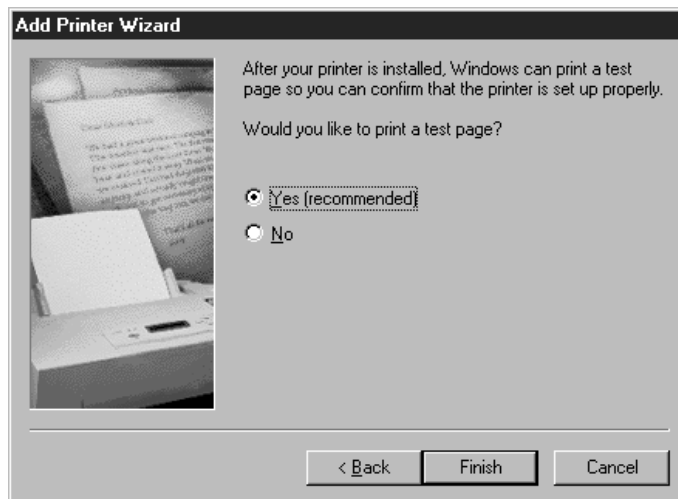 Add Printer Wizard
After your printer is installed, Windows can print a test
page so you can confirm that the printer is set up properly.
Would you like to print a test page?
Yes (recommended)
No
< Back
Finish
Cancel